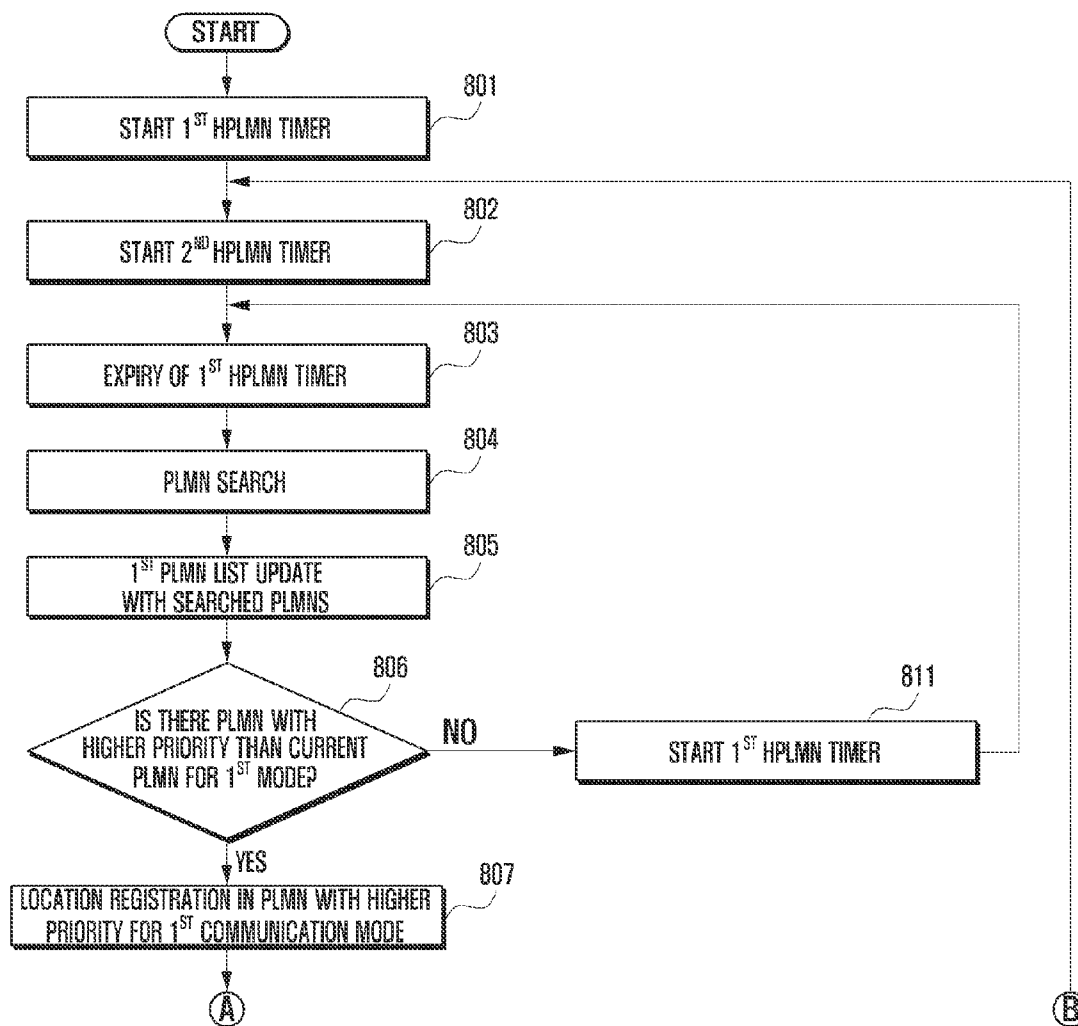 START
801
START 1ST HPLMN TIMER
802
START 2ND HPLMN TIMER
803
EXPIRY OF 1ST HPLMN TIMER
804
PLMN SEARCH
805
1ST PLMN LIST UPDATE
WITH SEARCHED PLMNS
806
IS THERE PLMN WITH
HIGHER PRIORITY THAN CURRENT
PLMN FOR 1ST MODE?
NO
811
START 1ST HPLMN TIMER
YES
807
LOCATION REGISTRATION IN PLMN WITH HIGHER
PRIORITY FOR 1ST COMMUNICATION MODE
A
B